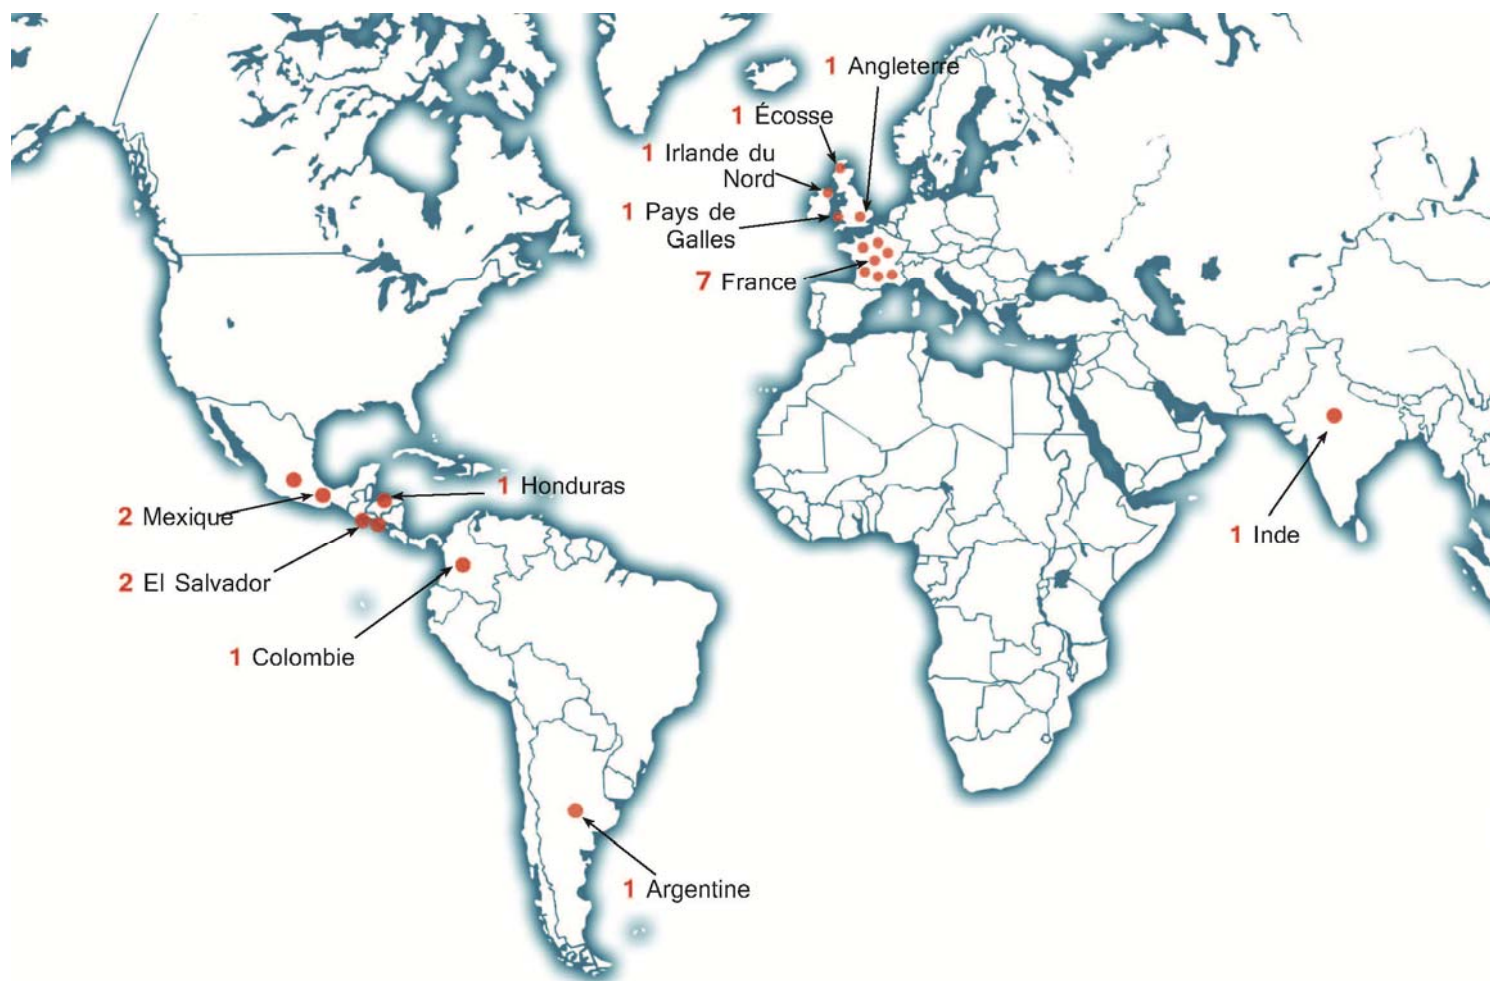 1 Angleterre
1 Écosse
1 Irlande du
Nord
1 Pays de
Galles
7 France
1 Honduras
2 Mexique
1 Inde
2 El Salvador
1 Colombie
1 Argentine